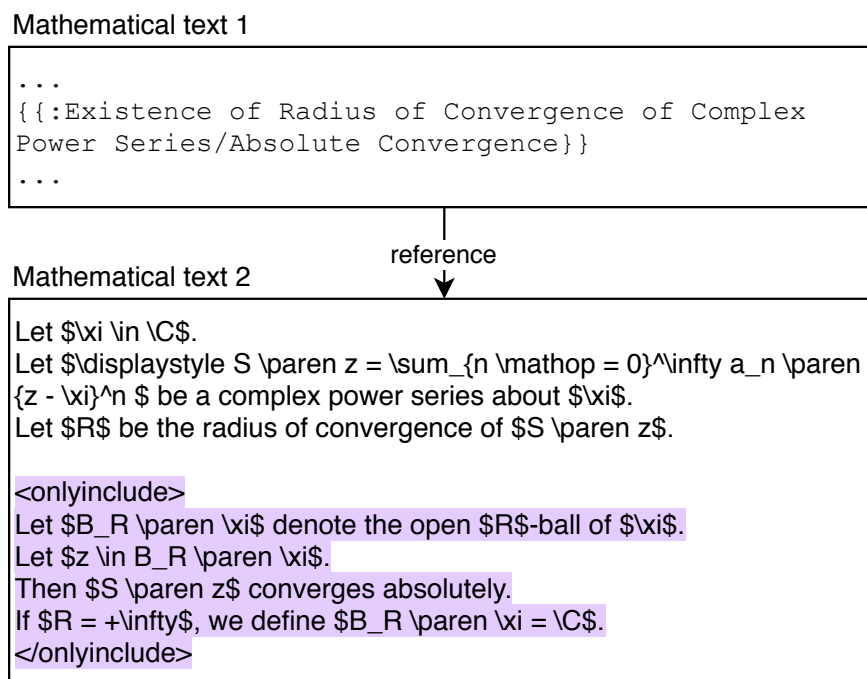 Mathematical text 1
...
{{:Existence of Radius of Convergence of Complex
Power Series/Absolute Convergence}}
...
reference
Mathematical text 2
Let $\xi \in \C$.
Let $\displaystyle S \paren z = \sum_{n \mathop = 0}^\infty a_n \paren
{z - \xi}^n $ be a complex power series about $\xi$.
Let $R$ be the radius of convergence of $S \paren z$.
<onlyinclude>
Let $B_R \paren \xi$ denote the open $R$-ball of $\xi$.
Let $z \in B_R \paren \xi$.
Then $S \paren z$ converges absolutely.
If $R = +\infty$, we define $B_R \paren \xi = \C$.
</onlyinclude>